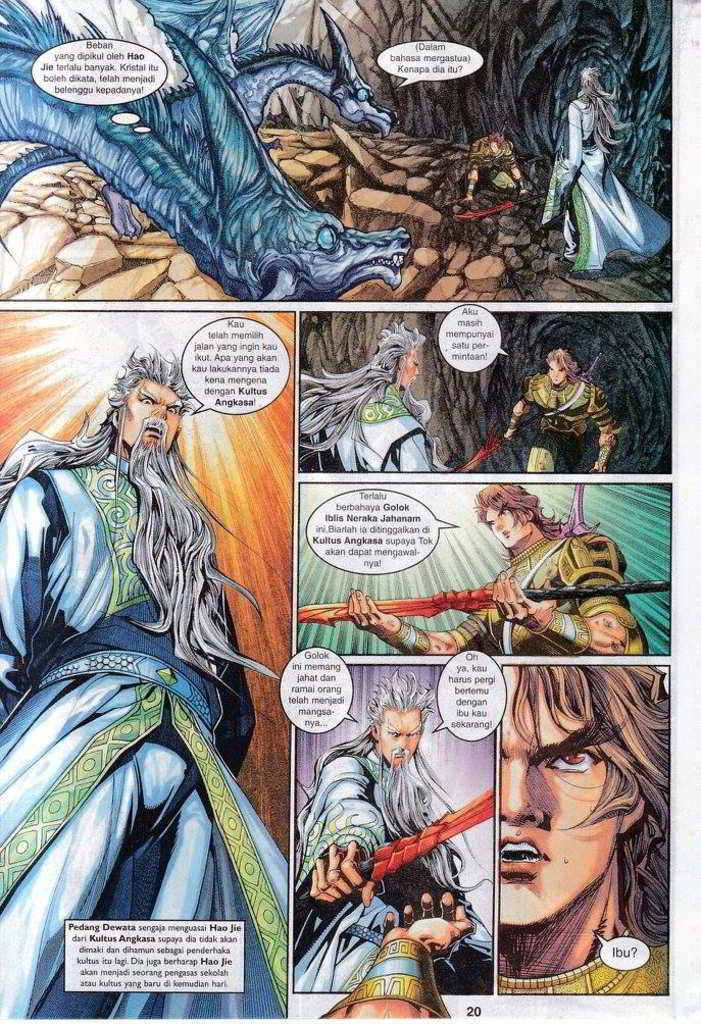 Beban
yang dipikul oleh Hao
Jie terlalu banyak. Kristal itu
boleh dikata, telah menjadi
belenggu kepadanya!
(Dalam
bahasa mergastua)
Kenapa dia itu?
Kau
telah memilih
jalan yang ingin kau
ikut. Apa yang akan
kau lakukannya tiada
kena mengena
dengan Kultus
Angkasa!
Pedang Dewata sengaja menguasai Hao Jie
dari Kultus Angkasa supaya dia tidak akan
dimaki dan dihamun sebagai penderhaka
kultus itu lagi. Dia juga berharap Hao Jie
akan menjadi seorang pengasas sekolah
atau kultus yang baru di kemudian hari.
Aku
masih
mempunyai
satu per-
mintaan!
Terlalu
berbahaya Golok
Iblis Neraka Jahanam
ini.Biarlah ia ditinggalkan di
Kultus Angkasa supaya Tok
akan dapat mengawal-
nya!
Golok
ini memang
jahat dan
ramai orang
telah menjadi
mangsa-
nya...
Oh
ya, kau
harus pergi
bertemu
dengan
ibu kau
sekarang!
Ibu?
20